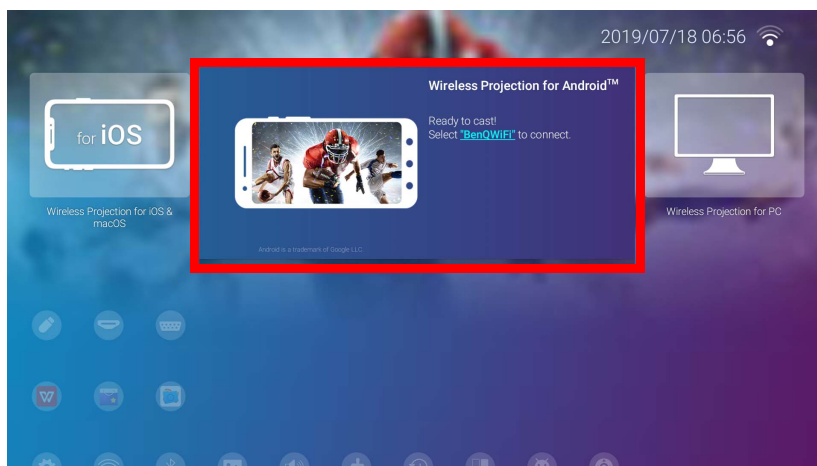 2019/07/18 06:56
for iOS
Wireless Projection for iOS &
macOS
Wireless Projection for Android™
Ready to cast!
Select "BenQWiFi" to connect.
Android is a trademark of Google LLC.
Wireless Projection for PC
W